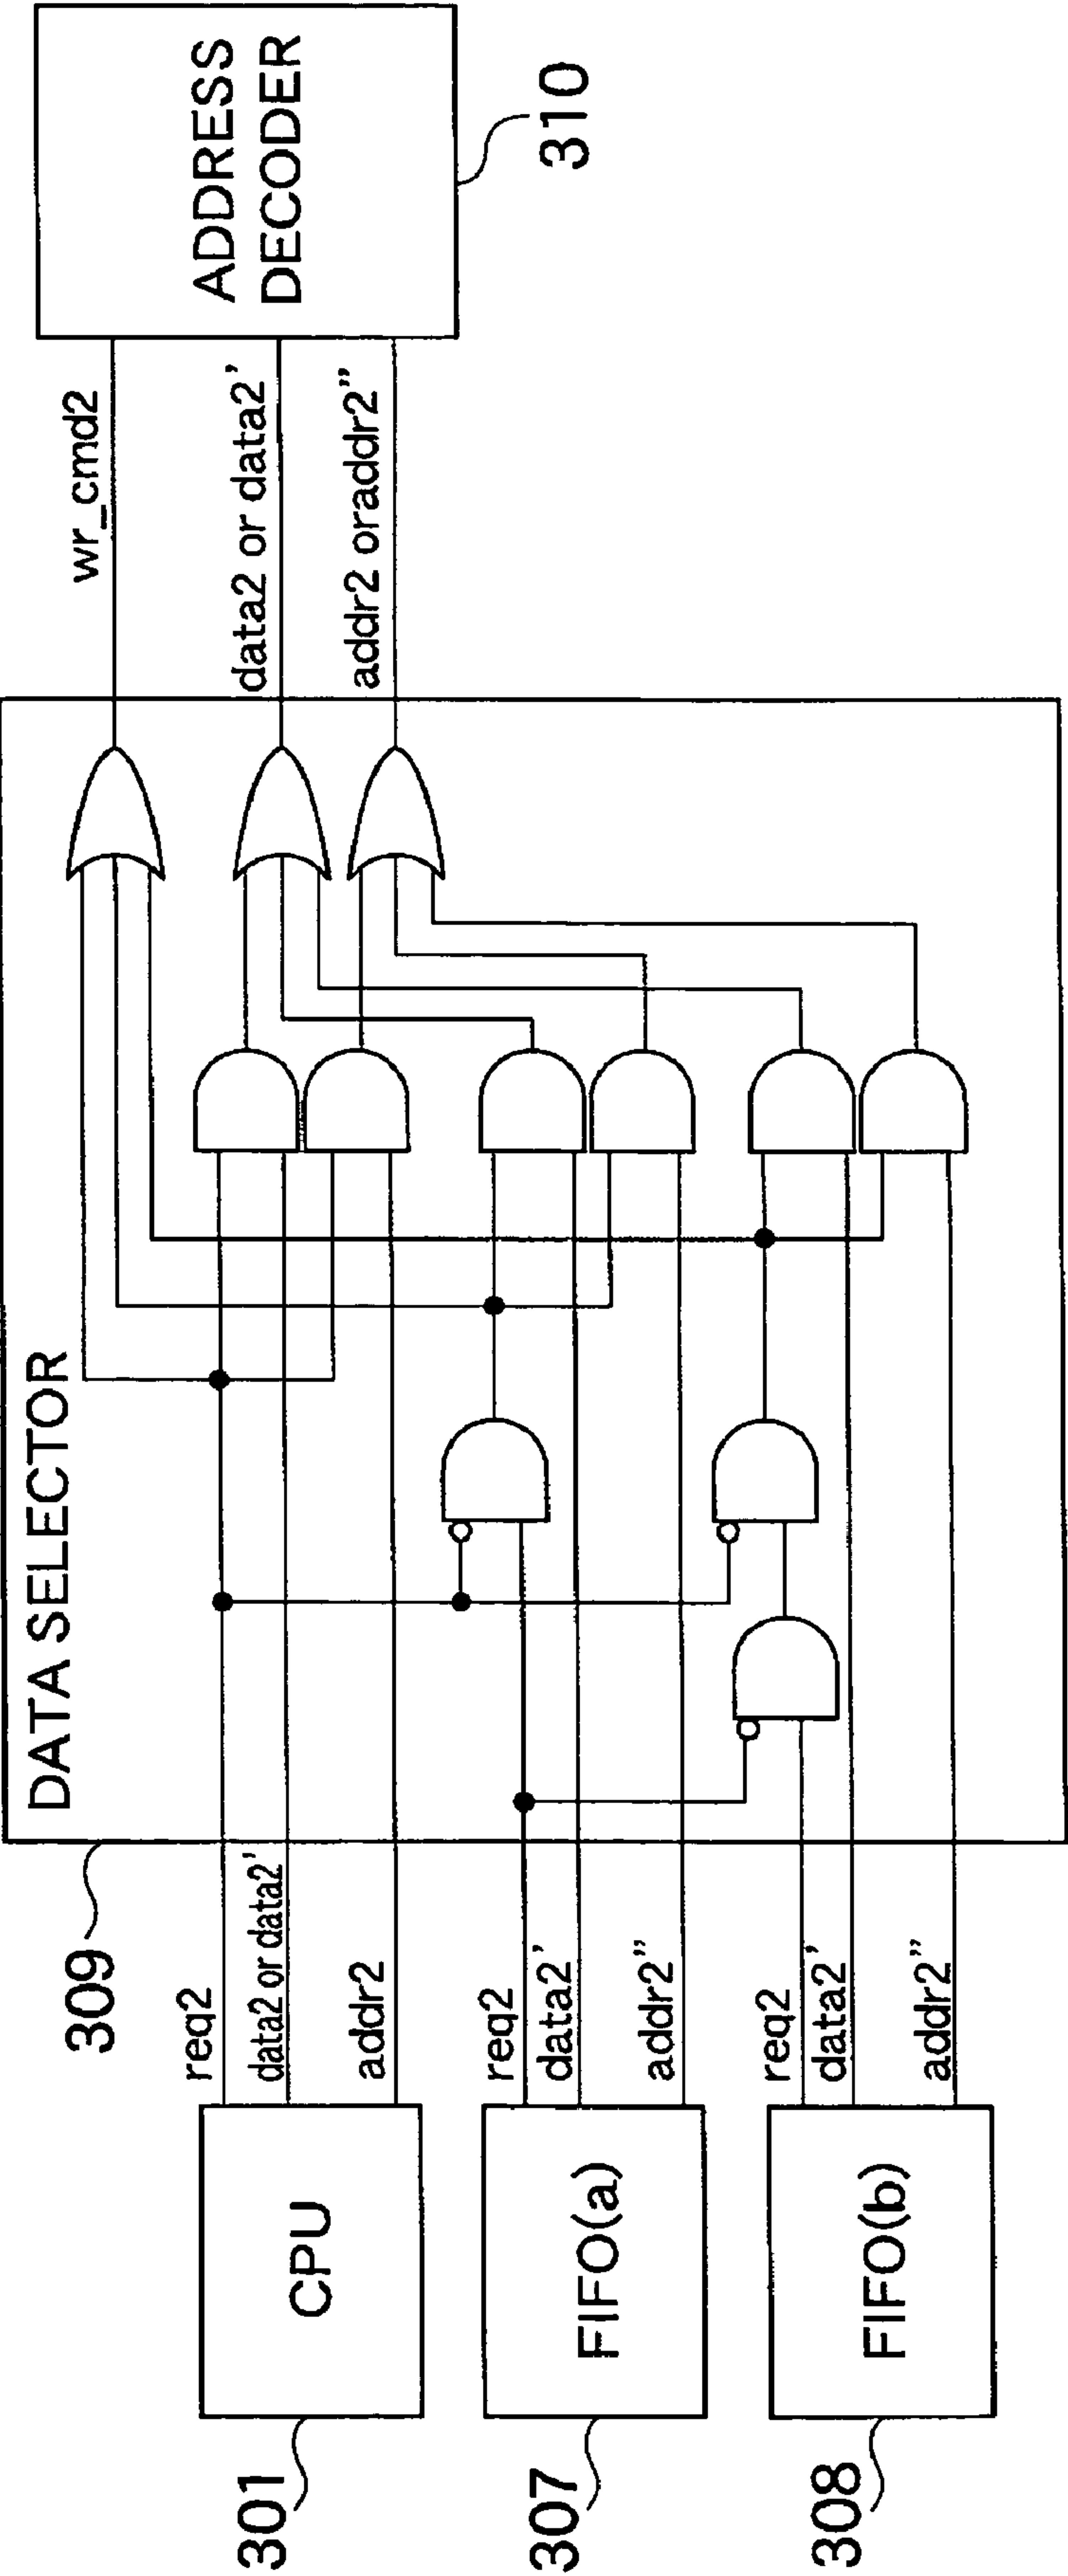 DATA SELECTOR
309
301
CPU
req2
data2 or data2'
addr2
307
FIFO(a)
req2
data2'
addr2"
308
FIFO(b)
req2
data2'
addr2"
wr_cmd2
data2 or data2'
addr2 oraddr2"
ADDRESS
DECODER
310